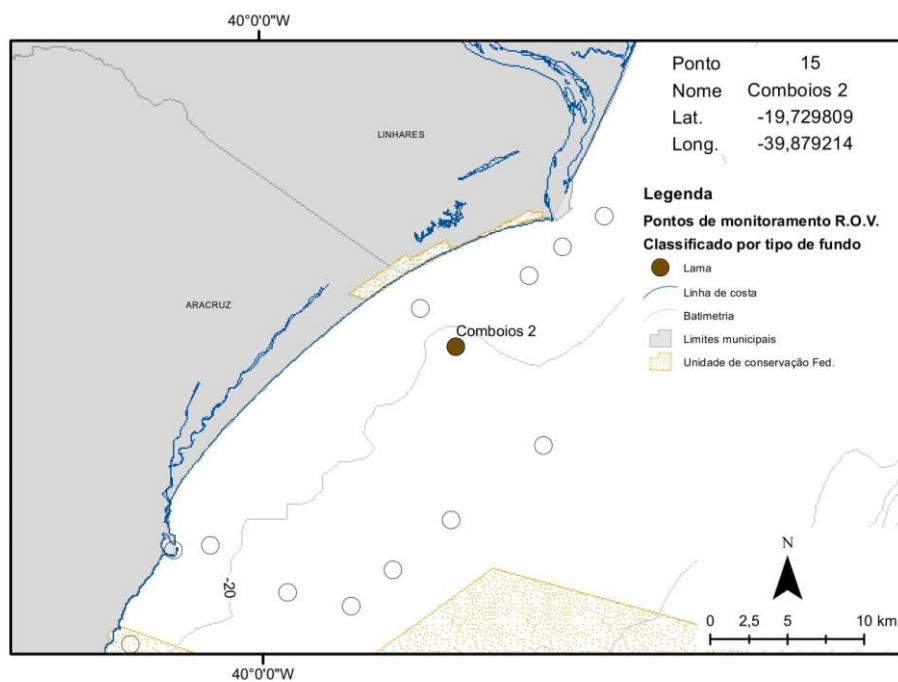 40°0'0"W
Ponto 15
Nome Comboios 2
Lat. -19,729809
Long. -39,879214
LINHARES
Legenda
Pontos de monitoramento R.O.V.
Classificado por tipo de fundo
Lama
Linha de costa
Batimetria
Limites municipais
Unidade de conservação Fed.
ARACRUZ
Comboios 2
-20
N
0 2,5 5 10 km
40°0'0"W